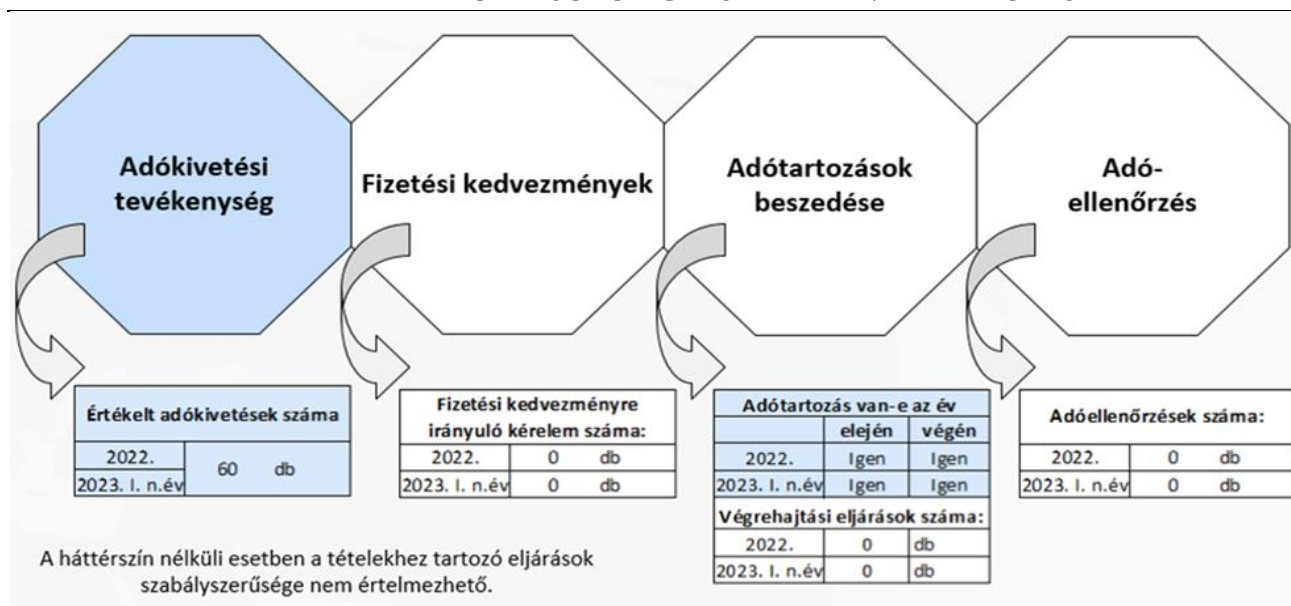 Adókivetési
tevékenység
Fizetési kedvezmények
Adótartozások
beszedése
Adó-
ellenőrzés
Értékelt adókivetések száma
2022.
60 db
2023. I. n.év
Fizetési kedvezményre
irányuló kérelem száma:
2022. 0 db
2023. I. n.év 0 db
Adótartozás van-e az év
elején végén
2022. Igen Igen
2023. I. n.év Igen Igen
Végrehajtási eljárások száma:
2022. 0 db
2023. I. n.év 0 db
Adóellenőrzések száma:
2022. 0 db
2023. I. n.év 0 db
A háttérszín nélküli esetben a tételekhez tartozó eljárások
szabályszerűsége nem értelmezhető.